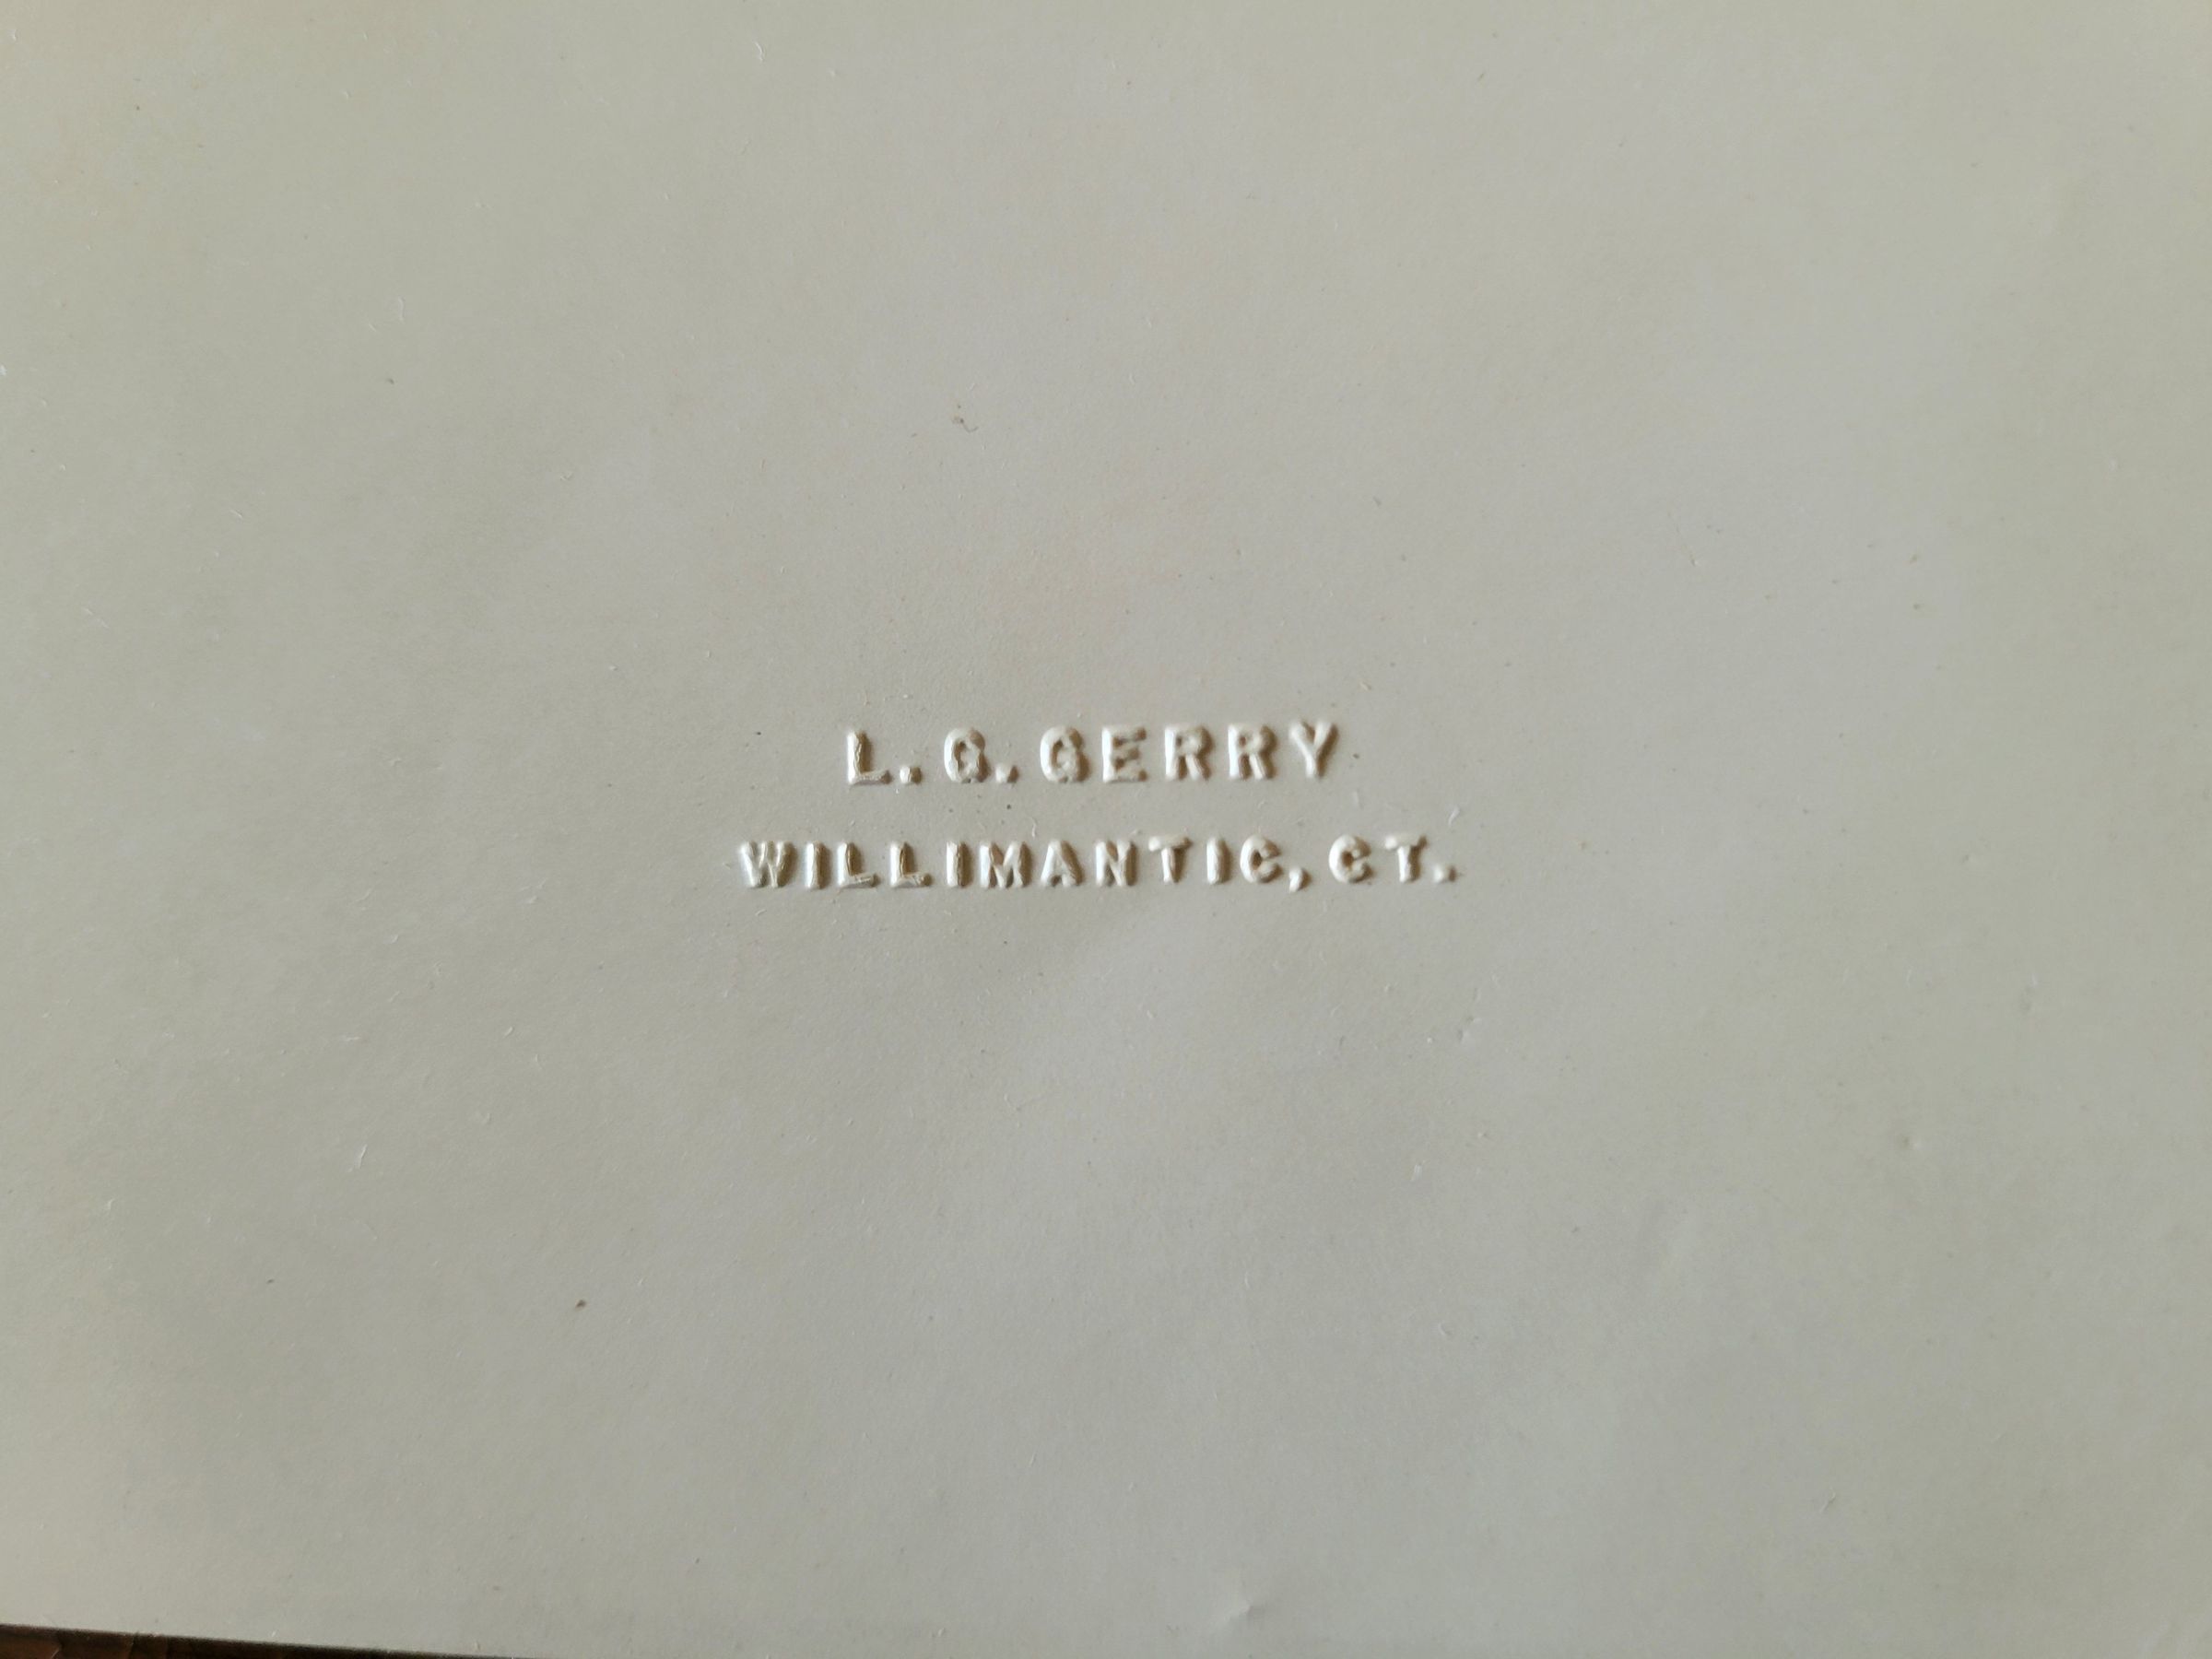 L. G. GERRY
WILLIMANTIC, CT.